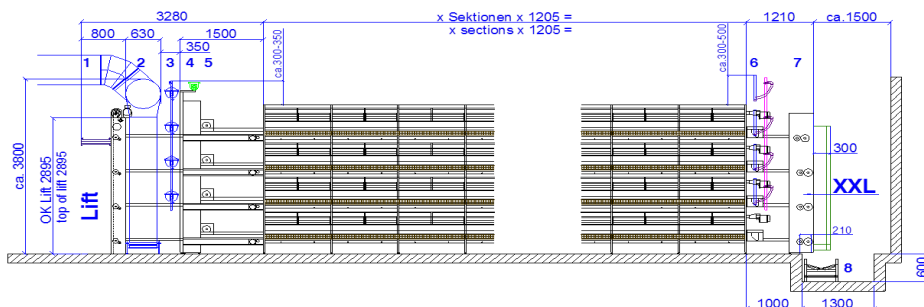 3280
x Sektionen x 1205 =
x sections x 1205 =
1210
ca.1500
800
630
1500
350
1
2
3
4
5
6
7
ca.300-350
ca.300-500
ca. 3800
OK Lift 2895
top of lift 2895
Lift
300
XXL
210
8
600
1000
1300